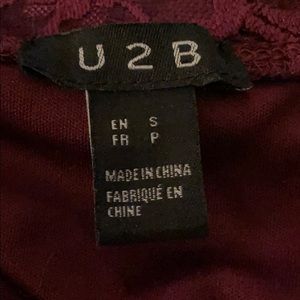 U2B
EN S
FR P
MADE IN CHINA
FABRIQUÉ EN
CHINE